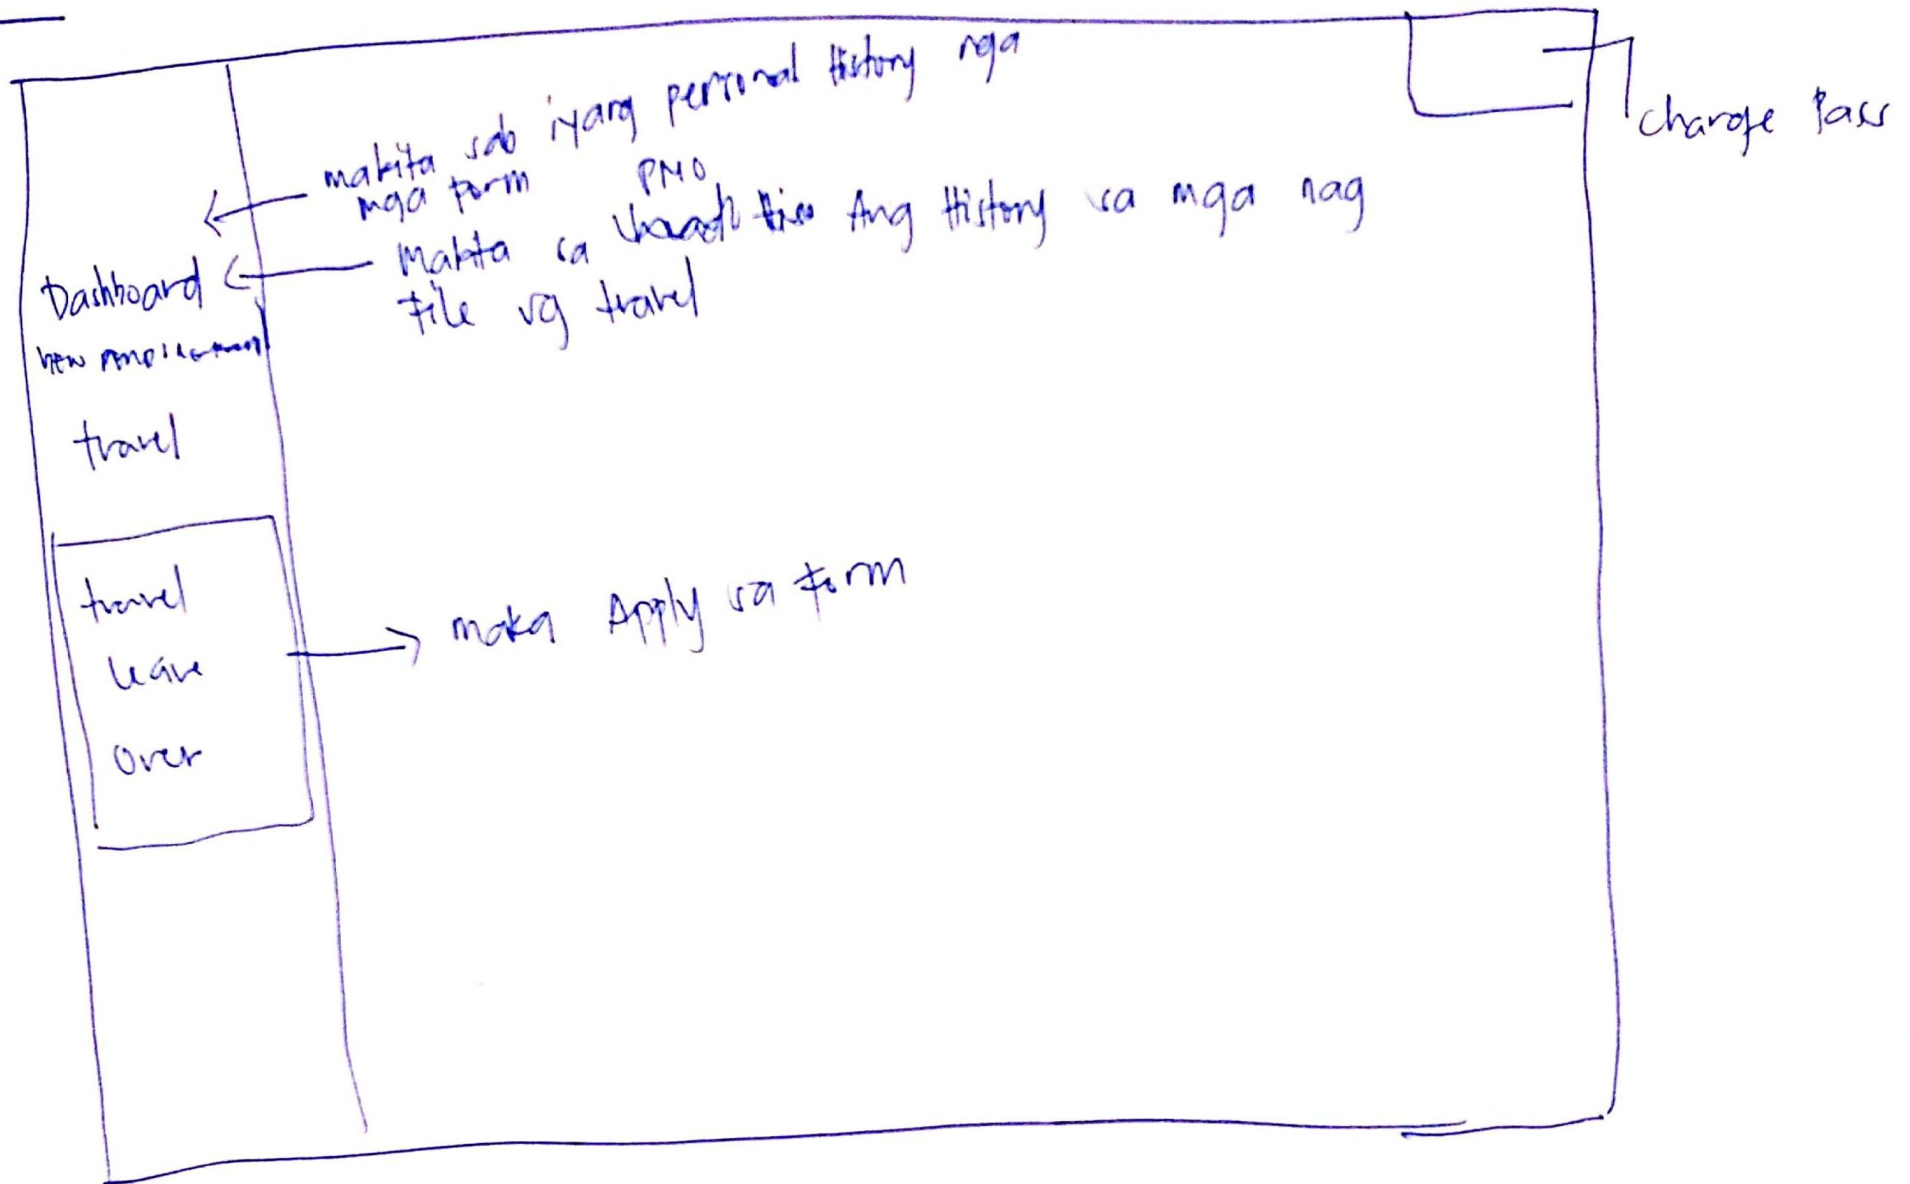 makita sab iyang personal History nga
mga form
PMO
Makita sa Ang History sa mga nag
File ug travel
change Pass
Dashboard
new
travel
travel
leave
over
maka Apply sa Form